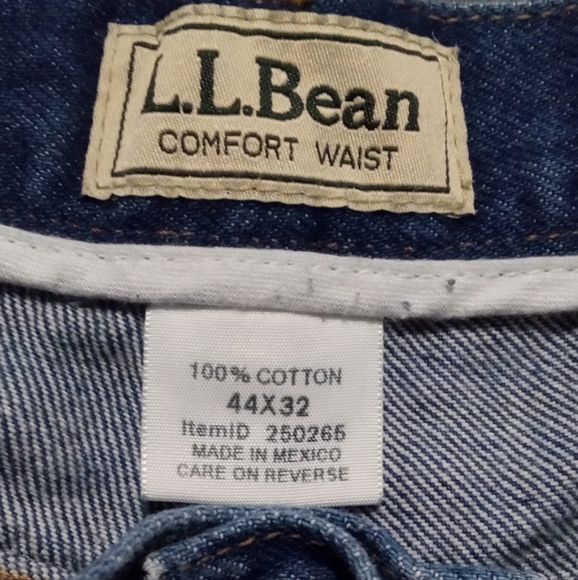 L.L.Bean
COMFORT WAIST
100% COTTON
44X32
ItemID 250265
MADE IN MEXICO
CARE ON REVERSE